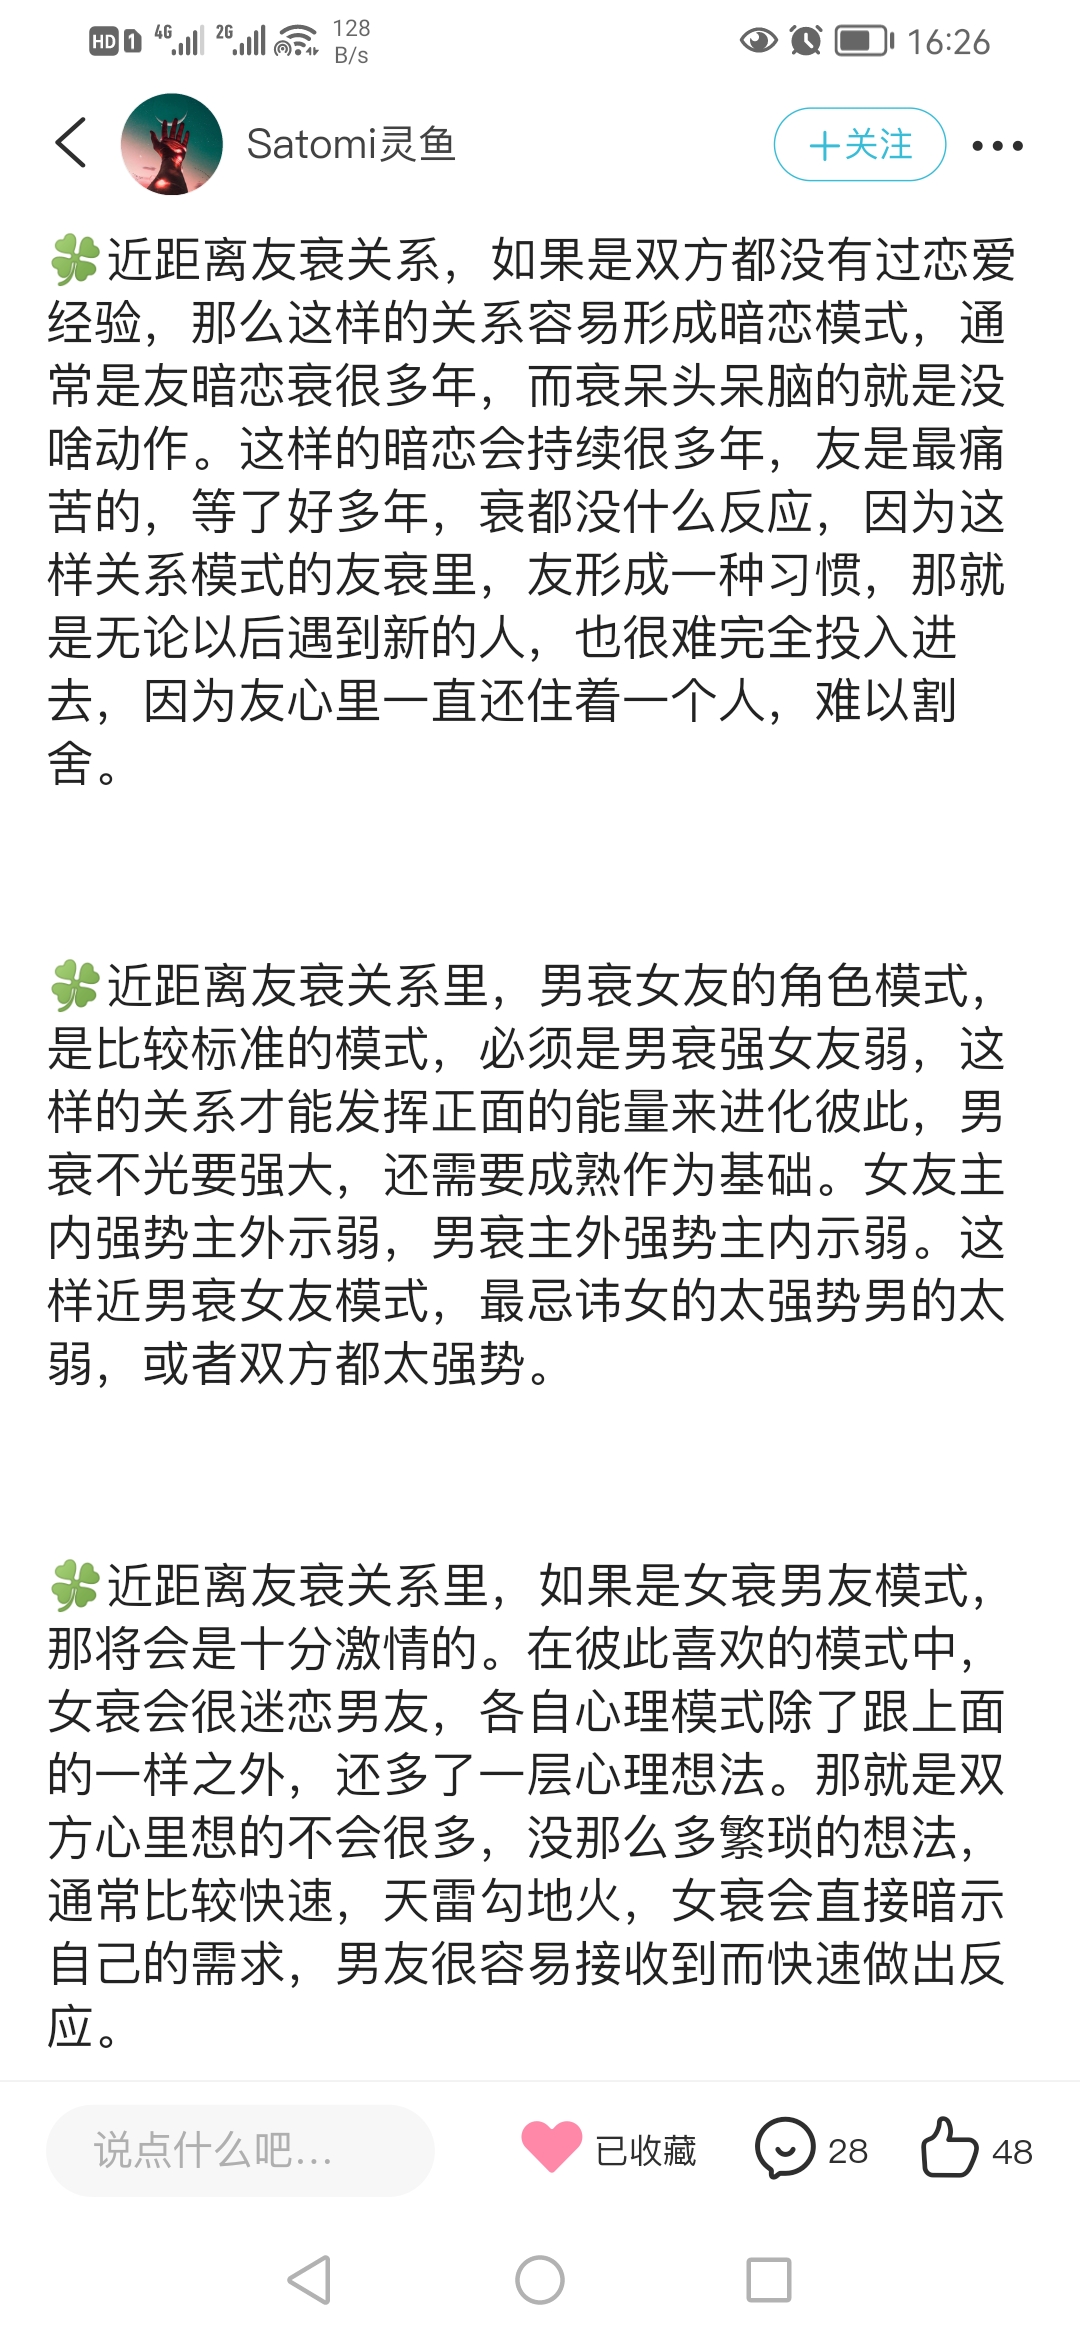 HD 1 4G 2G 128 B/s 16:26
Satomi灵鱼 +关注
🍀近距离友衰关系，如果是双方都没有过恋爱
经验，那么这样的关系容易形成暗恋模式，通
常是友暗恋衰很多年，而衰呆头呆脑的就是没
啥动作。这样的暗恋会持续很多年，友是最痛
苦的，等了好多年，衰都没什么反应，因为这
样关系模式的友衰里，友形成一种习惯，那就
是无论以后遇到新的人，也很难完全投入进
去，因为友心里一直还住着一个人，难以割
舍。
🍀近距离友衰关系里，男衰女友的角色模式，
是比较标准的模式，必须是男衰强女友弱，这
样的关系才能发挥正面的能量来进化彼此，男
衰不光要强大，还需要成熟作为基础。女友主
内强势主外示弱，男衰主外强势主内示弱。这
样近男衰女友模式，最忌讳女的太强势男的太
弱，或者双方都太强势。
🍀近距离友衰关系里，如果是女衰男友模式，
那将会是十分激情的。在彼此喜欢的模式中，
女衰会很迷恋男友，各自心理模式除了跟上面
的一样之外，还多了一层心理想法。那就是双
方心里想的不会很多，没那么多繁琐的想法，
通常比较快速，天雷勾地火，女衰会直接暗示
自己的需求，男友很容易接收到而快速做出反
应。
说点什么吧... 已收藏 28 48